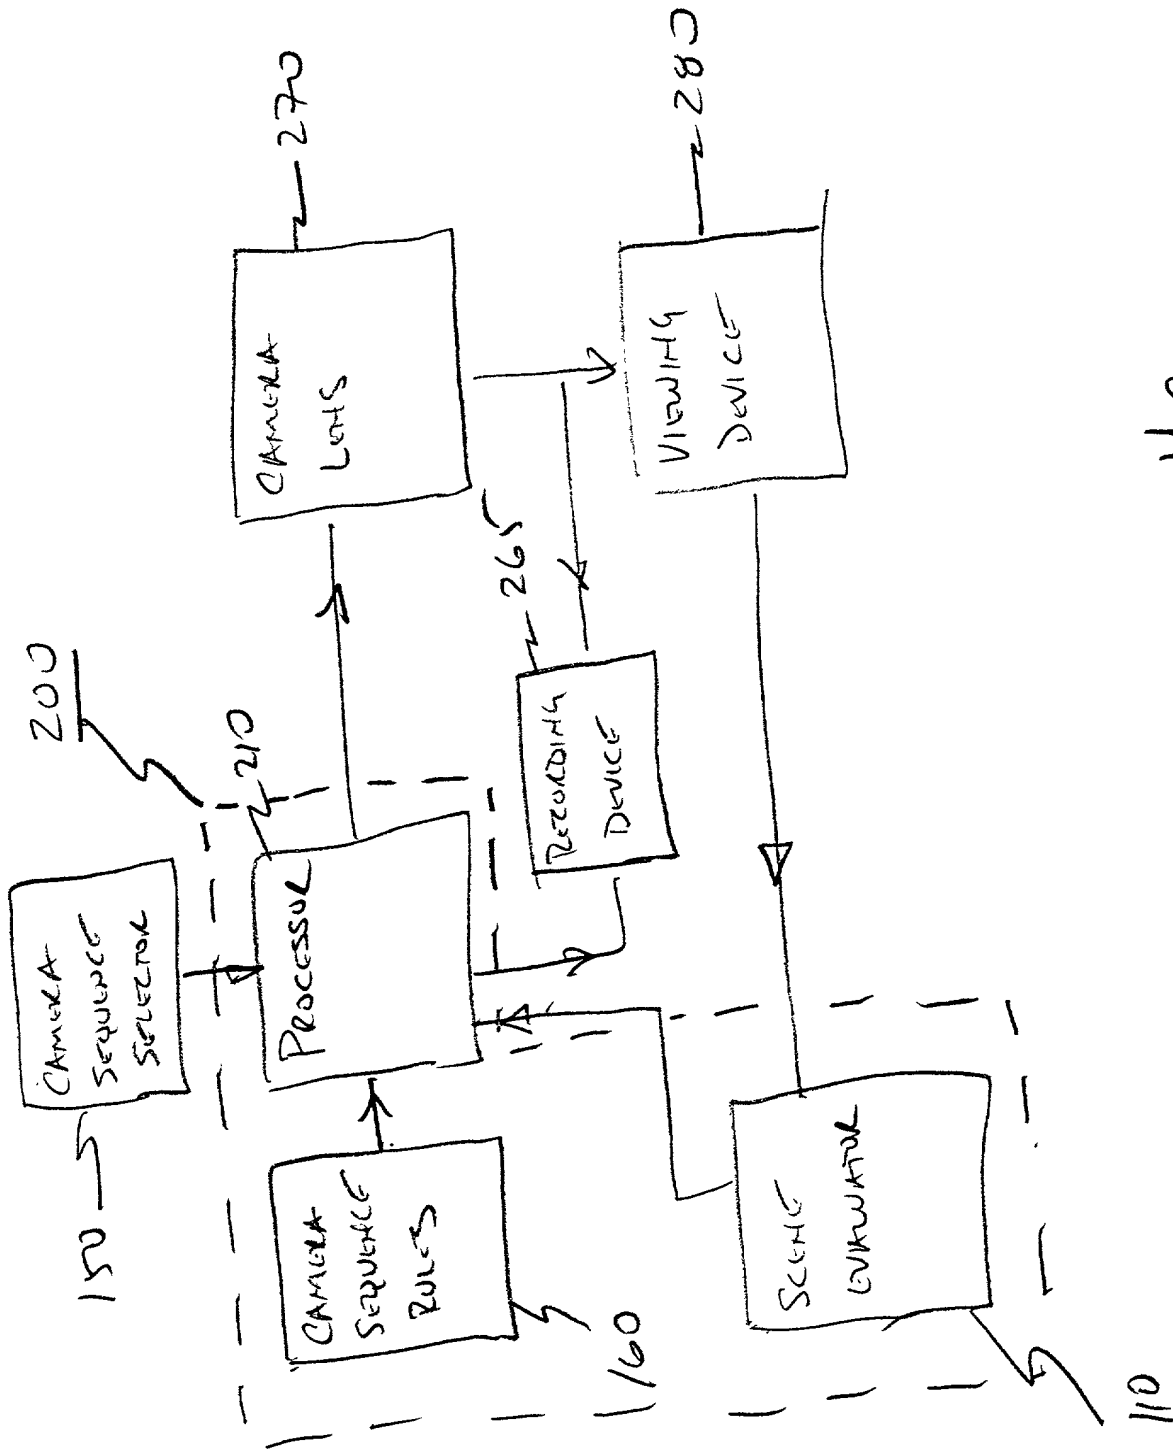 200
150
CAMERA
SEQUENCE
SELECTOR
210
270
CAMERA
SEQUENCE
RULES
160
PROCESSOR
CAMERA
LENS
265
RECORDING
DEVICE
280
SCENE
EVALUATOR
110
VIEWING
DEVICE